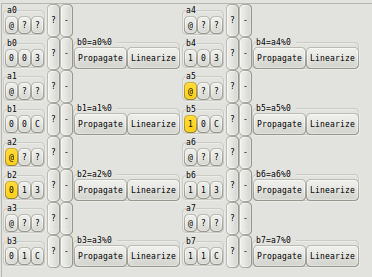 a0 a4
@ ? ? ? - @ ? ? ? -
b0 b0=a0%0 b4 b4=a4%0
0 0 3 ? - Propagate Linearize 1 0 3 ? - Propagate Linearize
a1 a5
@ ? ? ? - @ ? ? ? -
b1 b1=a1%0 b5 b5=a5%0
0 0 C ? - Propagate Linearize 1 0 C ? - Propagate Linearize
a2 a6
@ ? ? ? - @ ? ? ? -
b2 b2=a2%0 b6 b6=a6%0
0 1 3 ? - Propagate Linearize 1 1 3 ? - Propagate Linearize
a3 a7
@ ? ? ? - @ ? ? ? -
b3 b3=a3%0 b7 b7=a7%0
0 1 C ? - Propagate Linearize 1 1 C ? - Propagate Linearize